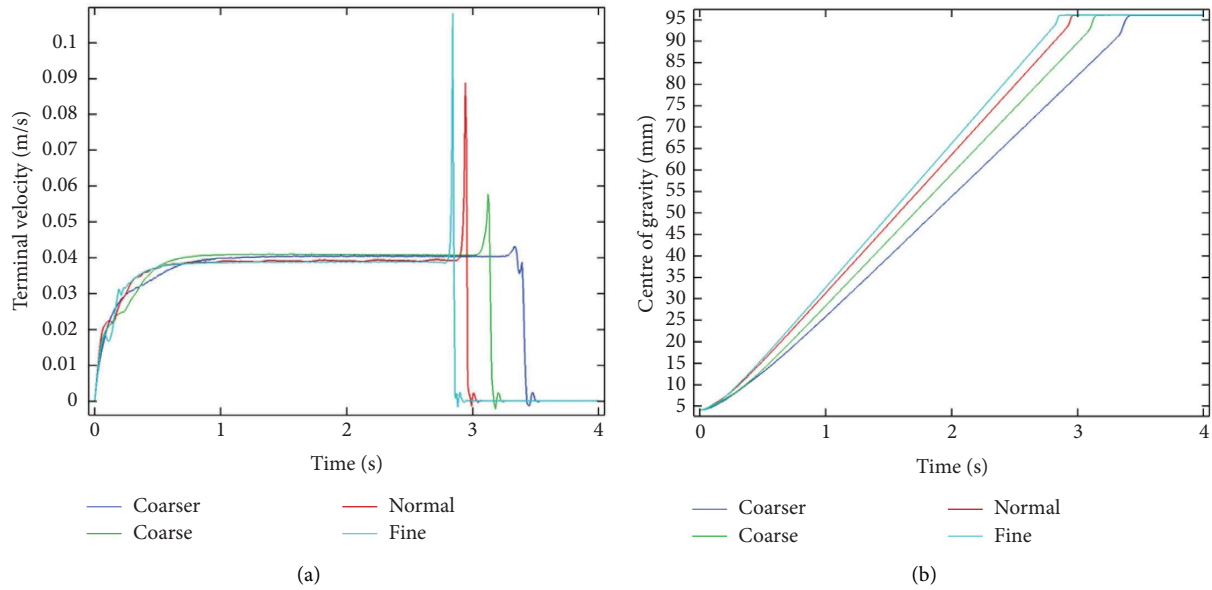 0.1
0.09
0.08
0.07
0.06
0.05
0.04
0.03
0.02
0.01
0
Terminal velocity (m/s)
0 1 2 3 4
Time (s)
Coarser Normal
Coarse Fine
(a)
95
90
85
80
75
70
65
60
55
50
45
40
35
30
25
20
15
10
5
Centre of gravity (mm)
0 1 2 3 4
Time (s)
Coarser Normal
Coarse Fine
(b)